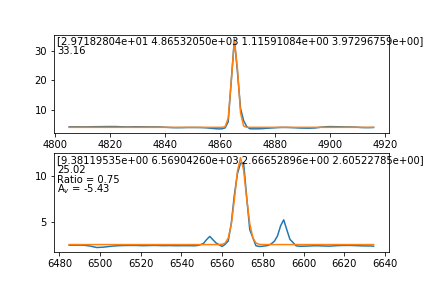 [2.97182804e+01 4.86532050e+03 1.11591084e+00 3.97296759e+00]
33.16
30
20
10
4800 4820 4840 4860 4880 4900 4920
[9.38119535e+00 6.56904260e+03 2.66652896e+00 2.60522785e+00]
25.02
Ratio = 0.75
Av = -5.43
10
5
6480 6500 6520 6540 6560 6580 6600 6620 6640